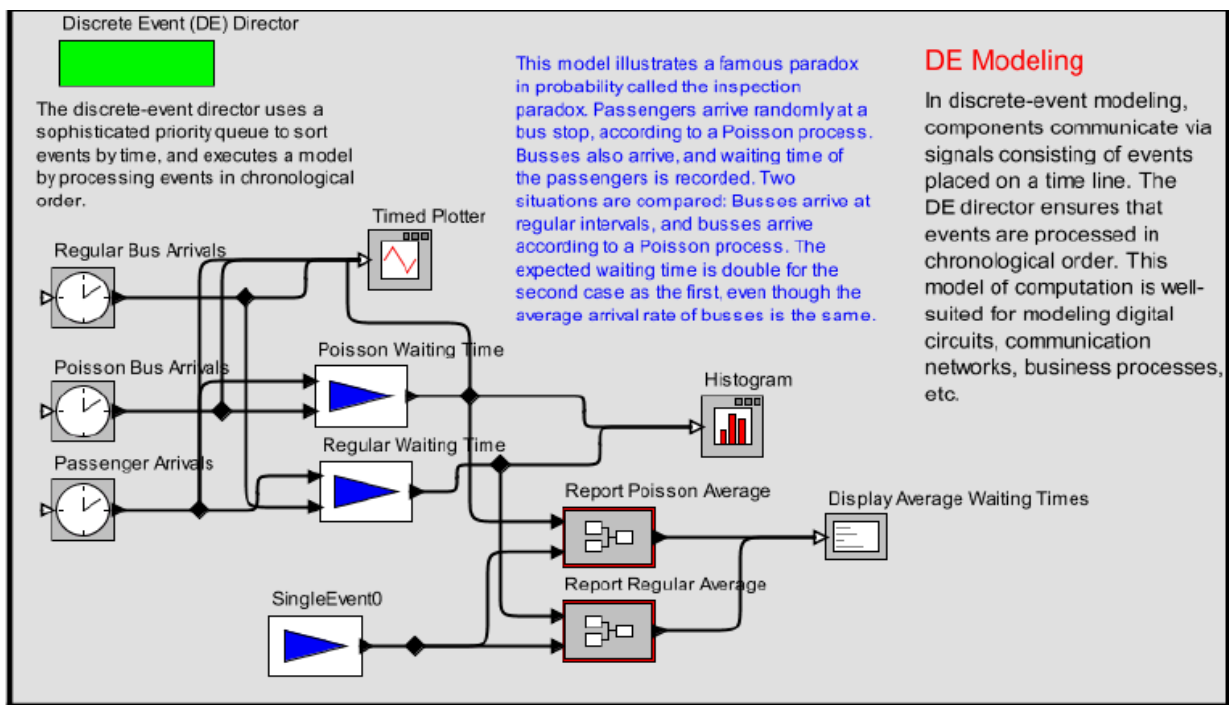 Discrete Event (DE) Director
The discrete-event director uses a
sophisticated priority queue to sort
events by time, and executes a model
by processing events in chronological
order.
This model illustrates a famous paradox
in probability called the inspection
paradox. Passengers arrive randomly at a
bus stop, according to a Poisson process.
Busses also arrive, and waiting time of
the passengers is recorded. Two
situations are compared: Busses arrive at
regular intervals, and busses arrive
according to a Poisson process. The
expected waiting time is double for the
second case as the first, even though the
average arrival rate of busses is the same.
DE Modeling
In discrete-event modeling,
components communicate via
signals consisting of events
placed on a time line. The
DE director ensures that
events are processed in
chronological order. This
model of computation is well-
suited for modeling digital
circuits, communication
networks, business processes,
etc.
Timed Plotter
Regular Bus Arrivals
Poisson Waiting Time
Poisson Bus Arrivals
Histogram
Regular Waiting Time
Passenger Arrivals
Report Poisson Average
Display Average Waiting Times
Report Regular Average
SingleEvent0